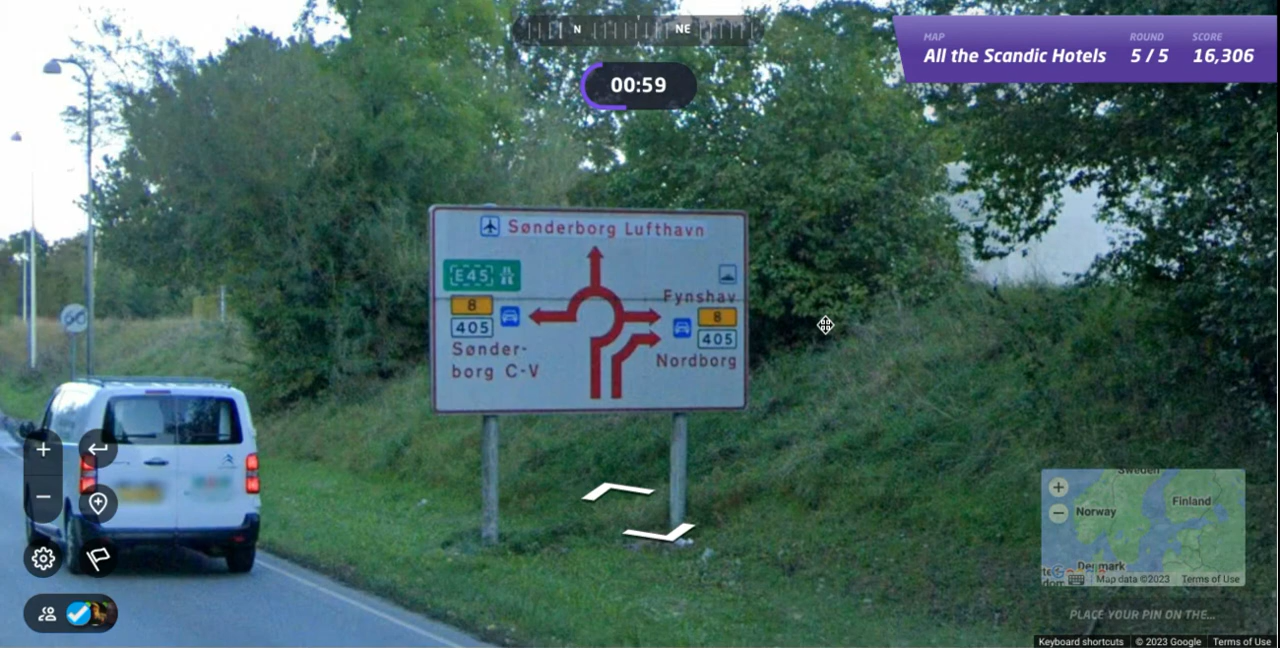 N
NE
00:59
MAP
All the Scandic Hotels
ROUND
5 / 5
SCORE
16,306
Sønderborg Lufthavn
E45
8
405
Sønder-
borg C-V
Fynshav
8
405
Nordborg
60
Sweden
Finland
Norway
Denmark
Map data ©2023
Terms of Use
PLACE YOUR PIN ON THE...
Keyboard shortcuts
© 2023 Google
Terms of Use